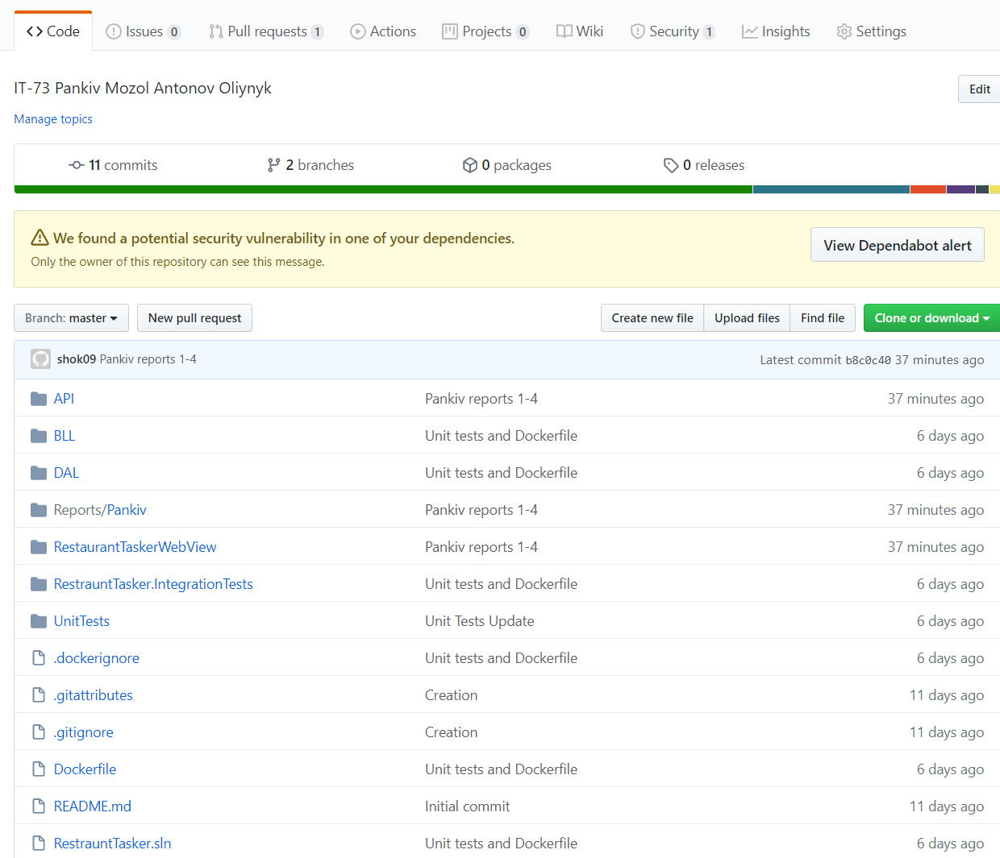 Code Issues 0 Pull requests 1 Actions Projects 0 Wiki Security 1 Insights Settings
IT-73 Pankiv Mozol Antonov Oliynyk Edit
Manage topics
11 commits 2 branches 0 packages 0 releases
We found a potential security vulnerability in one of your dependencies.
Only the owner of this repository can see this message.
View Dependabot alert
Branch: master New pull request Create new file Upload files Find file Clone or download
shok09 Pankiv reports 1-4 Latest commit b8c0c40 37 minutes ago
API Pankiv reports 1-4 37 minutes ago
BLL Unit tests and Dockerfile 6 days ago
DAL Unit tests and Dockerfile 6 days ago
Reports/Pankiv Pankiv reports 1-4 37 minutes ago
RestaurantTaskerWebView Pankiv reports 1-4 37 minutes ago
RestrauntTasker.IntegrationTests Unit tests and Dockerfile 6 days ago
UnitTests Unit Tests Update 6 days ago
.dockerignore Unit tests and Dockerfile 6 days ago
.gitattributes Creation 11 days ago
.gitignore Creation 11 days ago
Dockerfile Unit tests and Dockerfile 6 days ago
README.md Initial commit 11 days ago
RestrauntTasker.sln Unit tests and Dockerfile 6 days ago